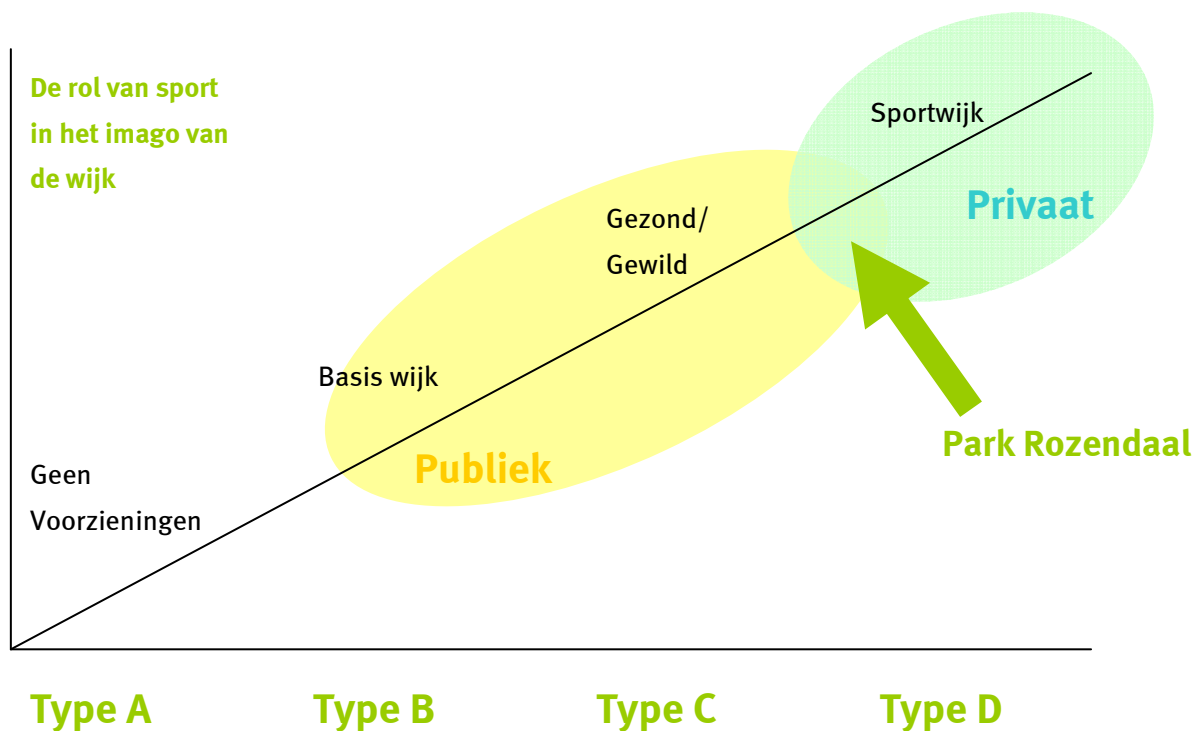 De rol van sport
in het imago van
de wijk
Sportwijk
Privaat
Gezond/
Gewild
Basis wijk
Park Rozendaal
Publiek
Geen
Voorzieningen
Type A
Type B
Type C
Type D